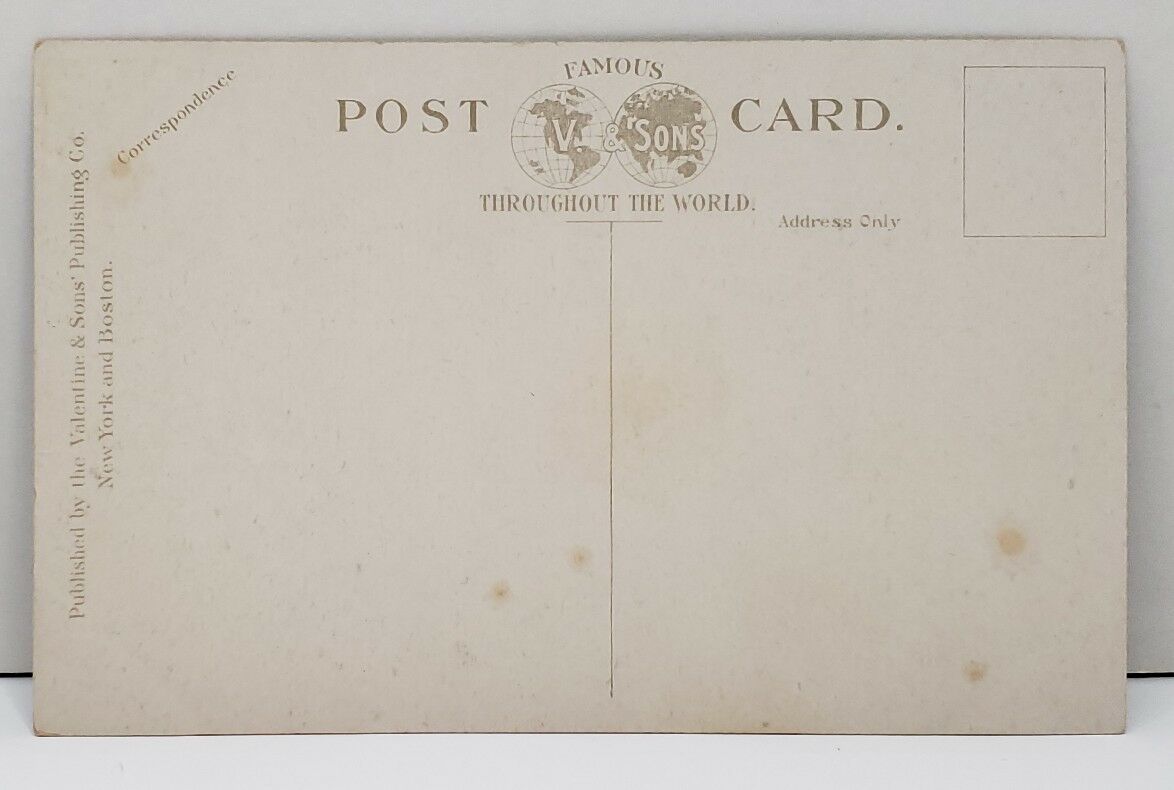 FAMOUS
POST V. & SONS CARD.
THROUGHOUT THE WORLD.
Correspondence
Address Only
Published by the Valentine & Sons' Publishing Co.
New York and Boston.